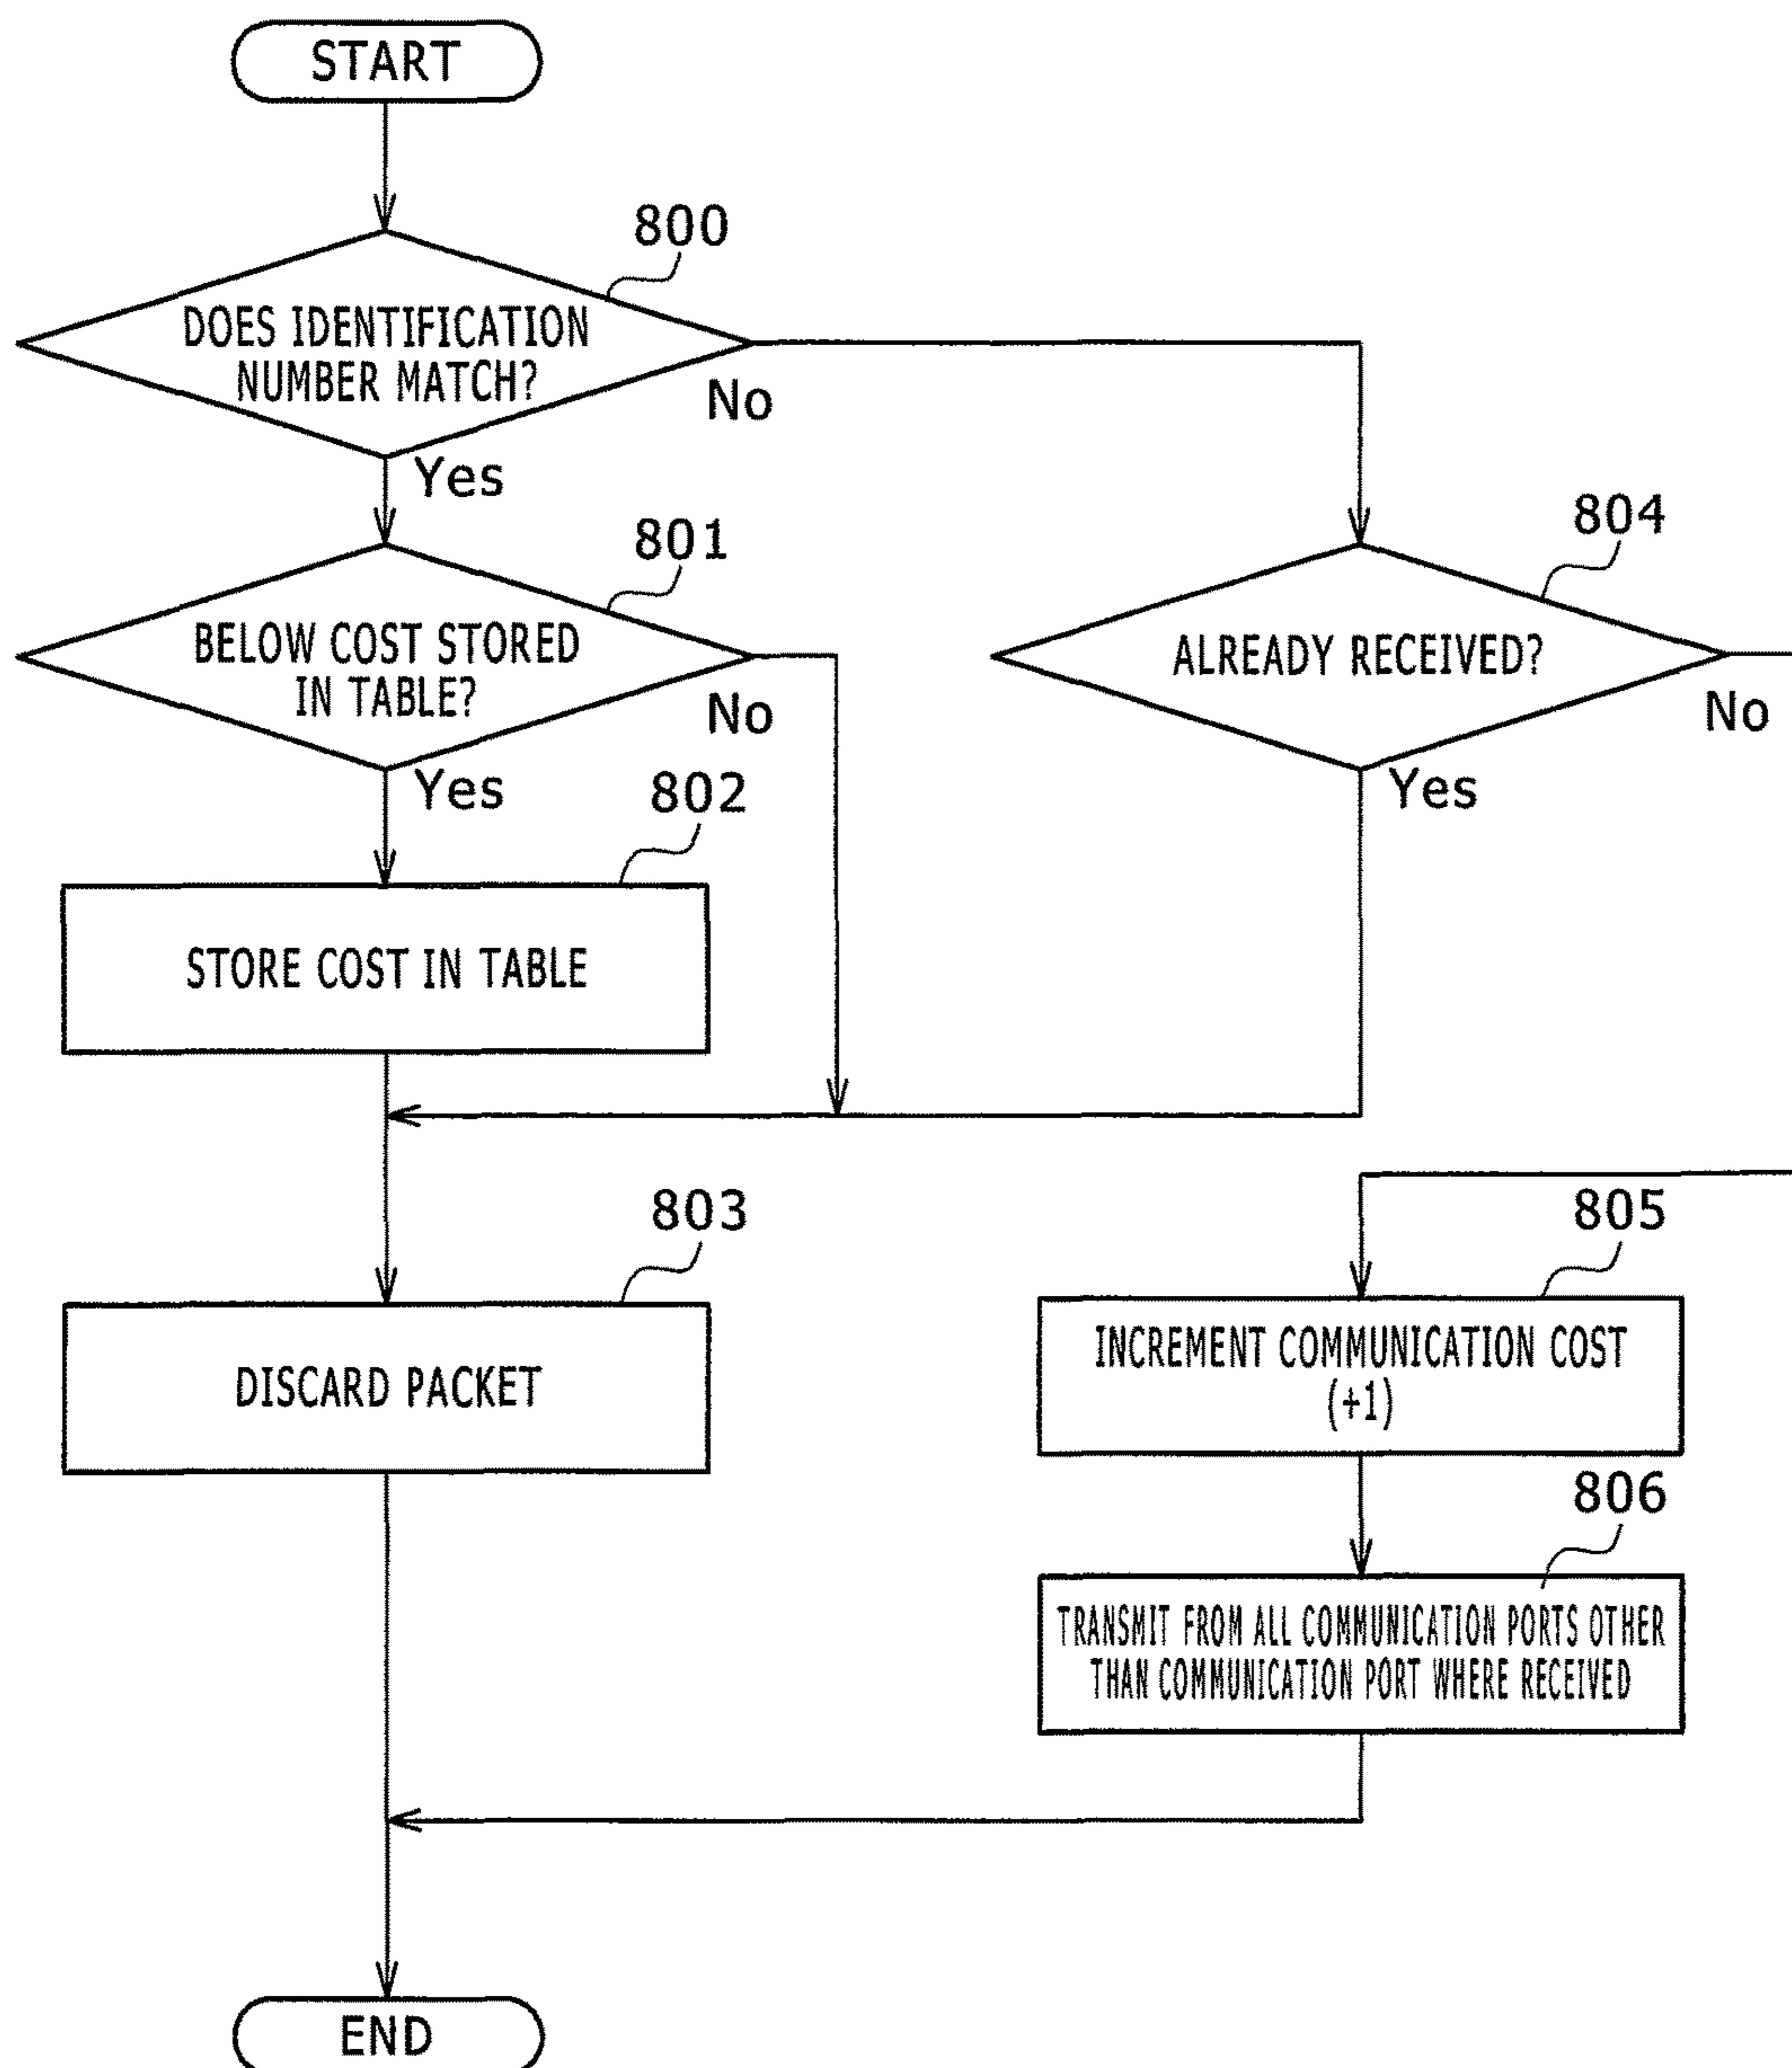 START
800
DOES IDENTIFICATION
NUMBER MATCH?
No
Yes
801
804
BELOW COST STORED
IN TABLE?
ALREADY RECEIVED?
No
No
Yes
Yes
802
STORE COST IN TABLE
803
805
DISCARD PACKET
INCREMENT COMMUNICATION COST
(+1)
806
TRANSMIT FROM ALL COMMUNICATION PORTS OTHER
THAN COMMUNICATION PORT WHERE RECEIVED
END